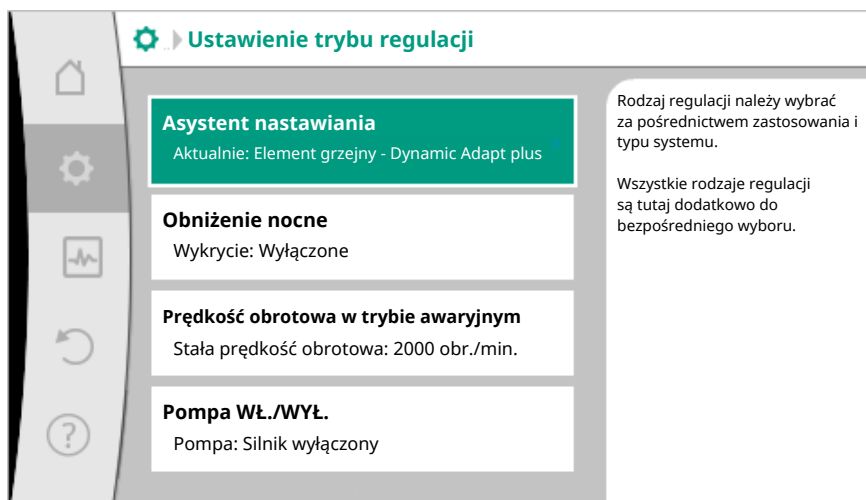 .. Ustawienie trybu regulacji
Asystent nastawiania
Aktualnie: Element grzejny - Dynamic Adapt plus
Obniżenie nocne
Wykrycie: Wyłączone
Prędkość obrotowa w trybie awaryjnym
Stała prędkość obrotowa: 2000 obr./min.
Pompa WŁ./WYŁ.
Pompa: Silnik wyłączony
Rodzaj regulacji należy wybrać
za pośrednictwem zastosowania i
typu systemu.
Wszystkie rodzaje regulacji
są tutaj dodatkowo do
bezpośredniego wyboru.
?